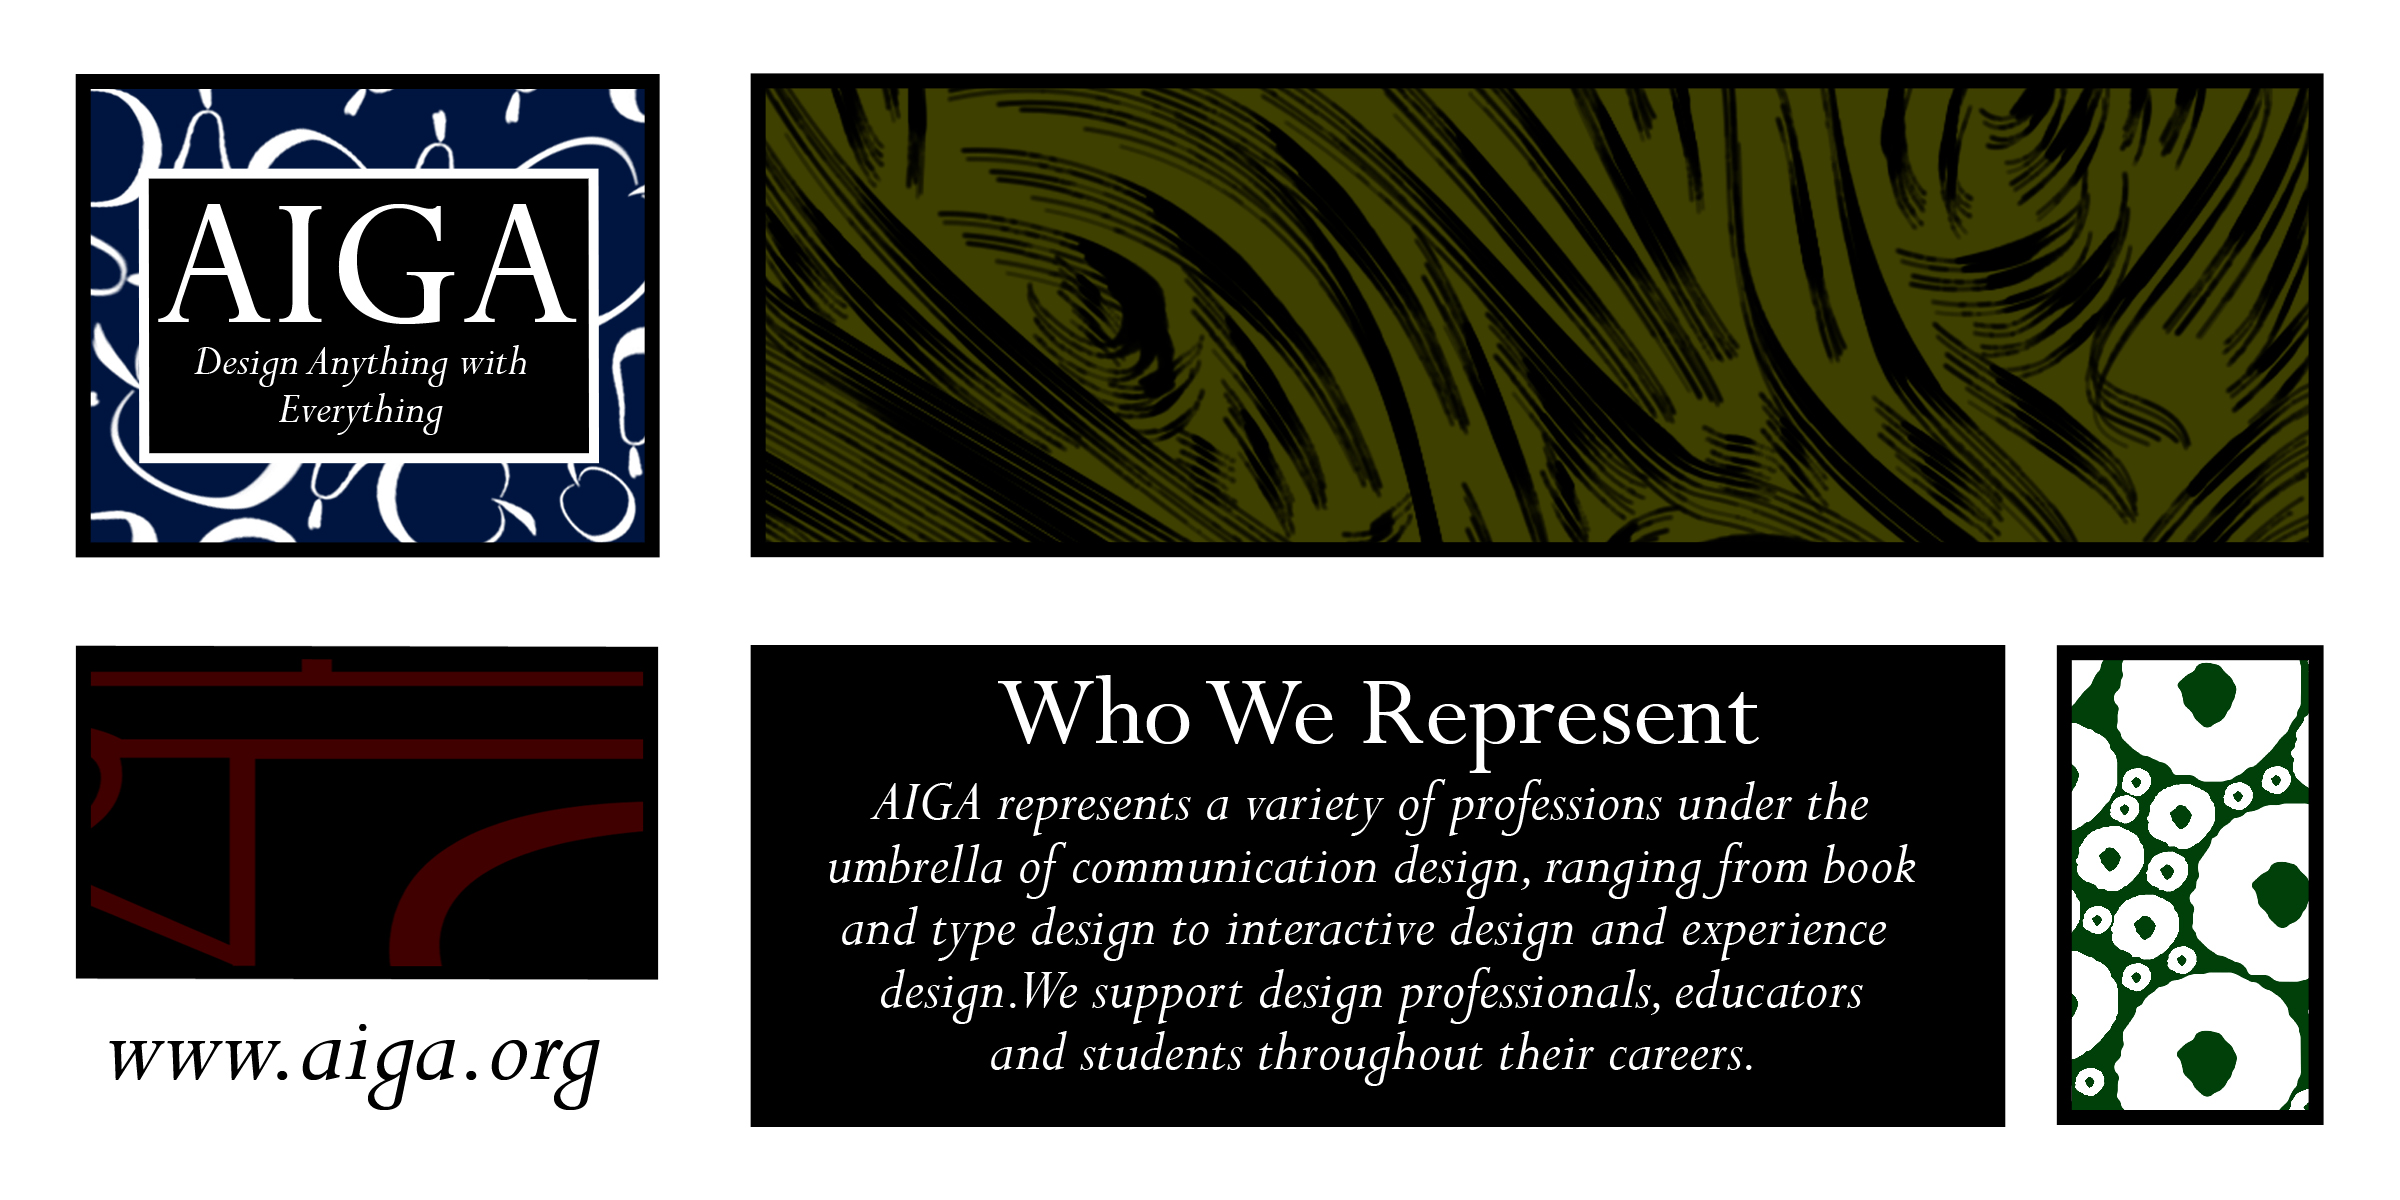 AIGA
Design Anything with
Everything
www.aiga.org
Who We Represent
AIGA represents a variety of professions under the
umbrella of communication design, ranging from book
and type design to interactive design and experience
design.We support design professionals, educators
and students throughout their careers.